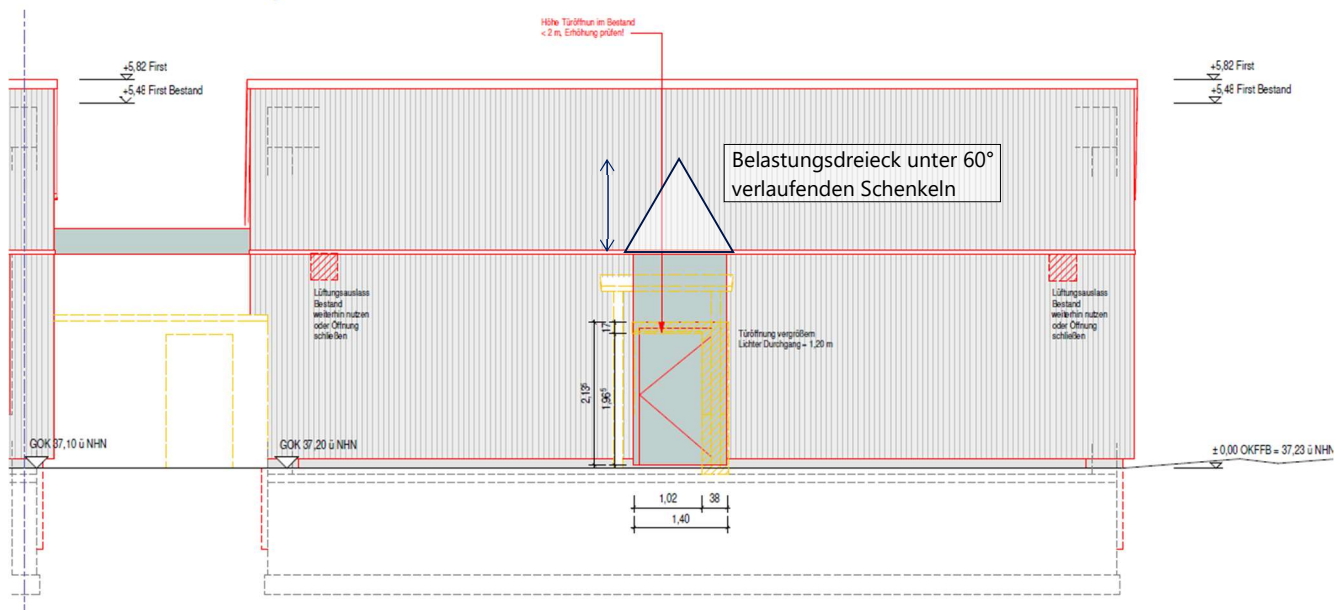 Höhe Türöffnun im Bestand
< 2 m, Erhöhung prüfen!
+5,82 First
+5,48 First Bestand
+5,82 First
+5,48 First Bestand
Belastungsdreieck unter 60°
verlaufenden Schenkeln
Lüftungsauslass
Bestand
weiterhin nutzen
oder Öffnung
schließen
Lüftungsauslass
Bestand
weiterhin nutzen
oder Öffnung
schließen
17
Türöffnung vergrößern
Lichter Durchgang = 1,20 m
2,13⁵
1,96⁵
GOK 37,10 ü NHN
GOK 37,20 ü NHN
± 0,00 OKFFB = 37,23 ü NHN
1,02
38
1,40